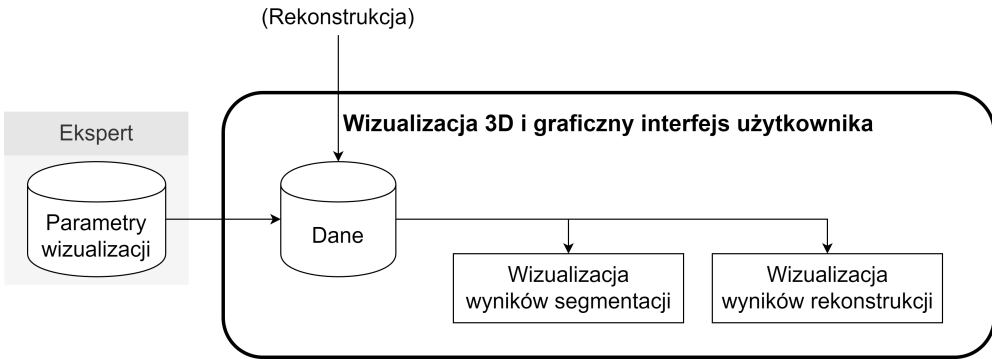 (Rekonstrukcja)
Wizualizacja 3D i graficzny interfejs użytkownika
Ekspert
Parametry
wizualizacji
Dane
Wizualizacja
wyników segmentacji
Wizualizacja
wyników rekonstrukcji